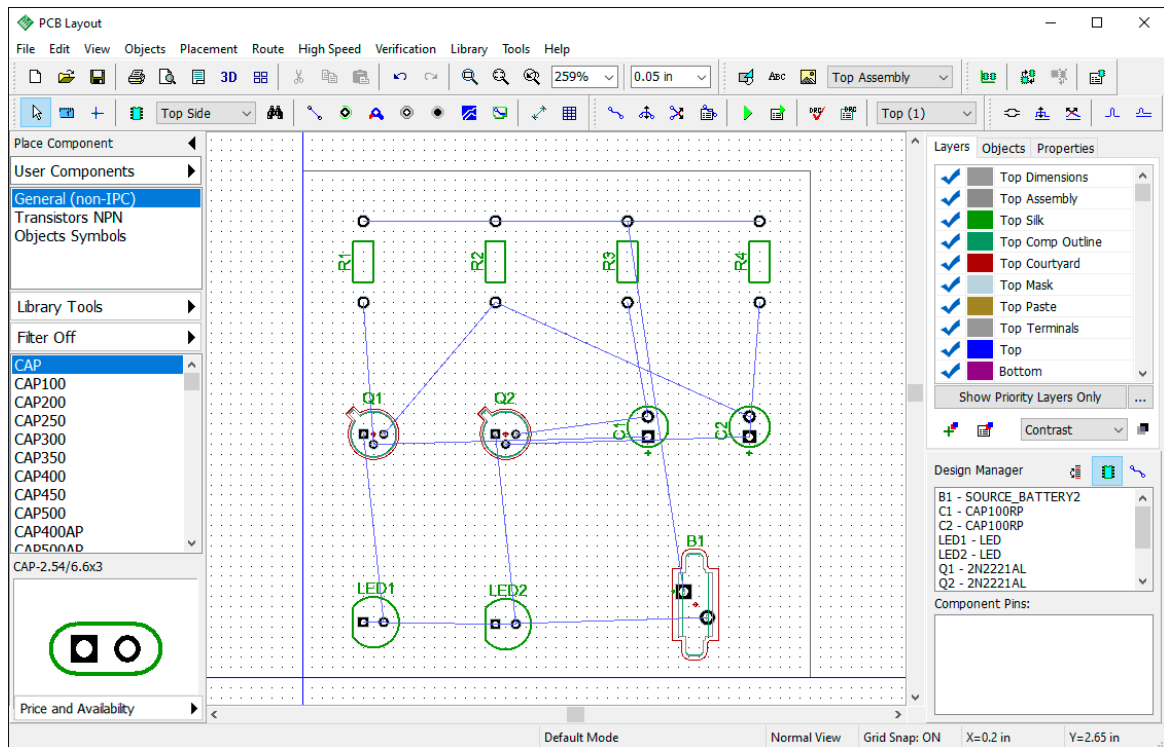 PCB Layout
File Edit View Objects Placement Route High Speed Verification Library Tools Help
3D 259% 0.05 in ABC Top Assembly
Top Side DRC DRC Top (1)
Place Component
User Components
General (non-IPC)
Transistors NPN
Objects Symbols
Library Tools
Filter Off
CAP
CAP100
CAP200
CAP250
CAP300
CAP350
CAP400
CAP450
CAP500
CAP400AP
CAP500AP
CAP-2.54/6.6x3
Price and Availability
R1 R2 R3 R4
Q1 Q2 C1 C2
+ +
B1
LED1 LED2
Layers Objects Properties
Top Dimensions
Top Assembly
Top Silk
Top Comp Outline
Top Courtyard
Top Mask
Top Paste
Top Terminals
Top
Bottom
Show Priority Layers Only ...
Contrast
Design Manager
B1 - SOURCE_BATTERY2
C1 - CAP100RP
C2 - CAP100RP
LED1 - LED
LED2 - LED
Q1 - 2N2221AL
Q2 - 2N2221AL
Component Pins:
Default Mode Normal View Grid Snap: ON X=0.2 in Y=2.65 in